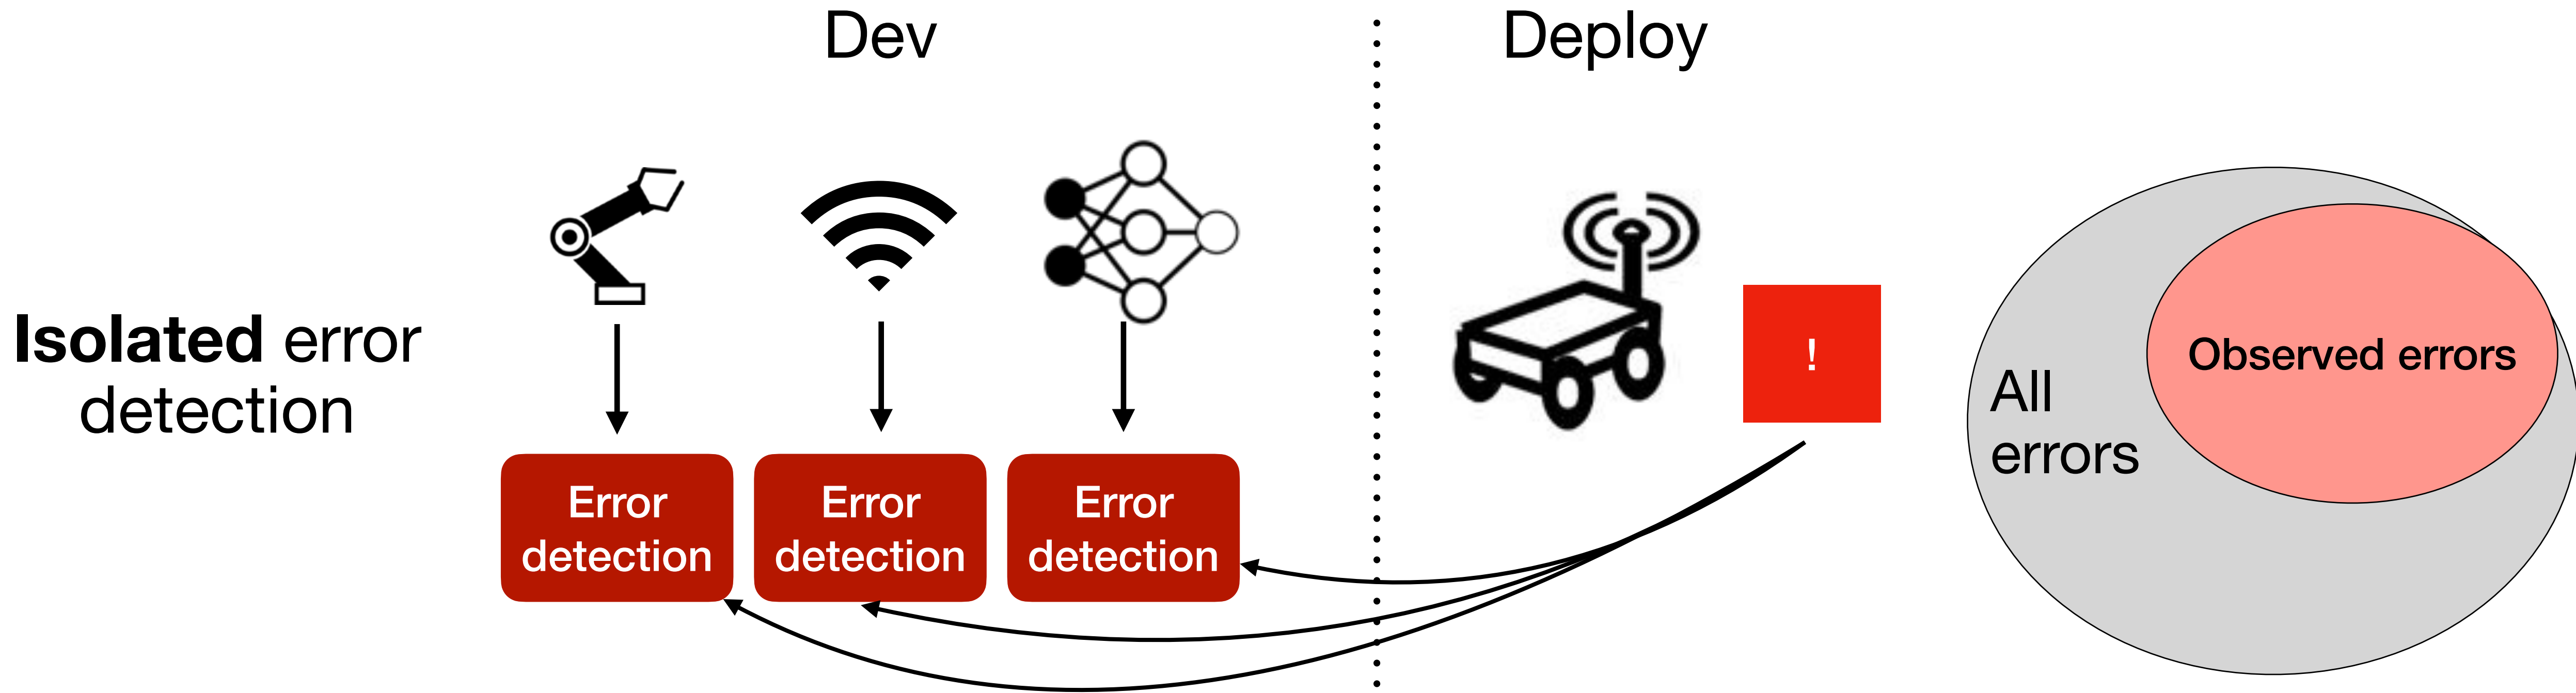 Dev
Deploy
Isolated error
detection
Error
detection
Error
detection
Error
detection
!
All
errors
Observed errors